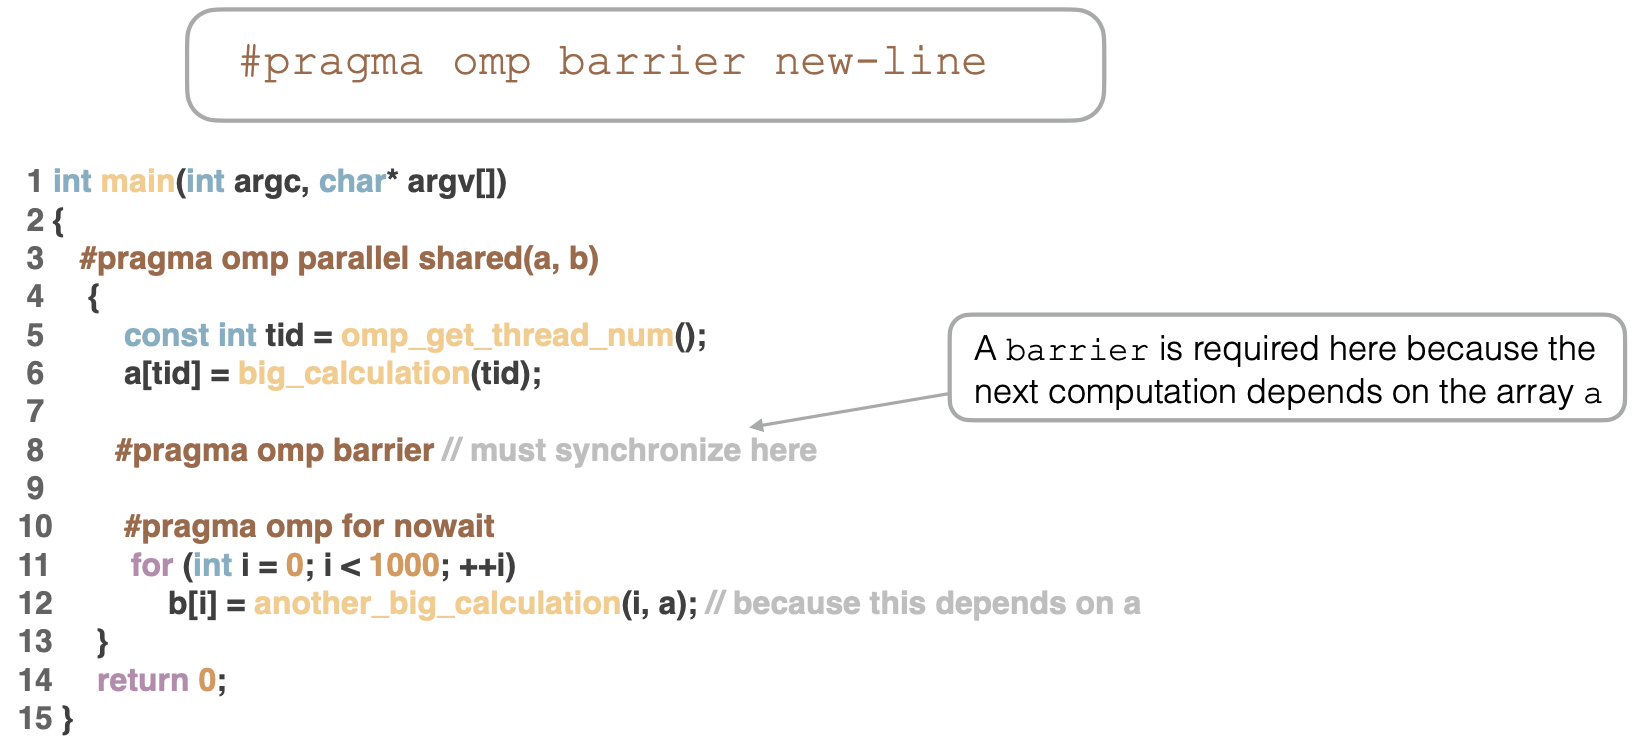 #pragma omp barrier new-line
1 int main(int argc, char* argv[])
2 {
3 #pragma omp parallel shared(a, b)
4 {
5 const int tid = omp_get_thread_num();
6 a[tid] = big_calculation(tid);
7
8 #pragma omp barrier // must synchronize here
9
10 #pragma omp for nowait
11 for (int i = 0; i < 1000; ++i)
12 b[i] = another_big_calculation(i, a); // because this depends on a
13 }
14 return 0;
15 }
A barrier is required here because the
next computation depends on the array a